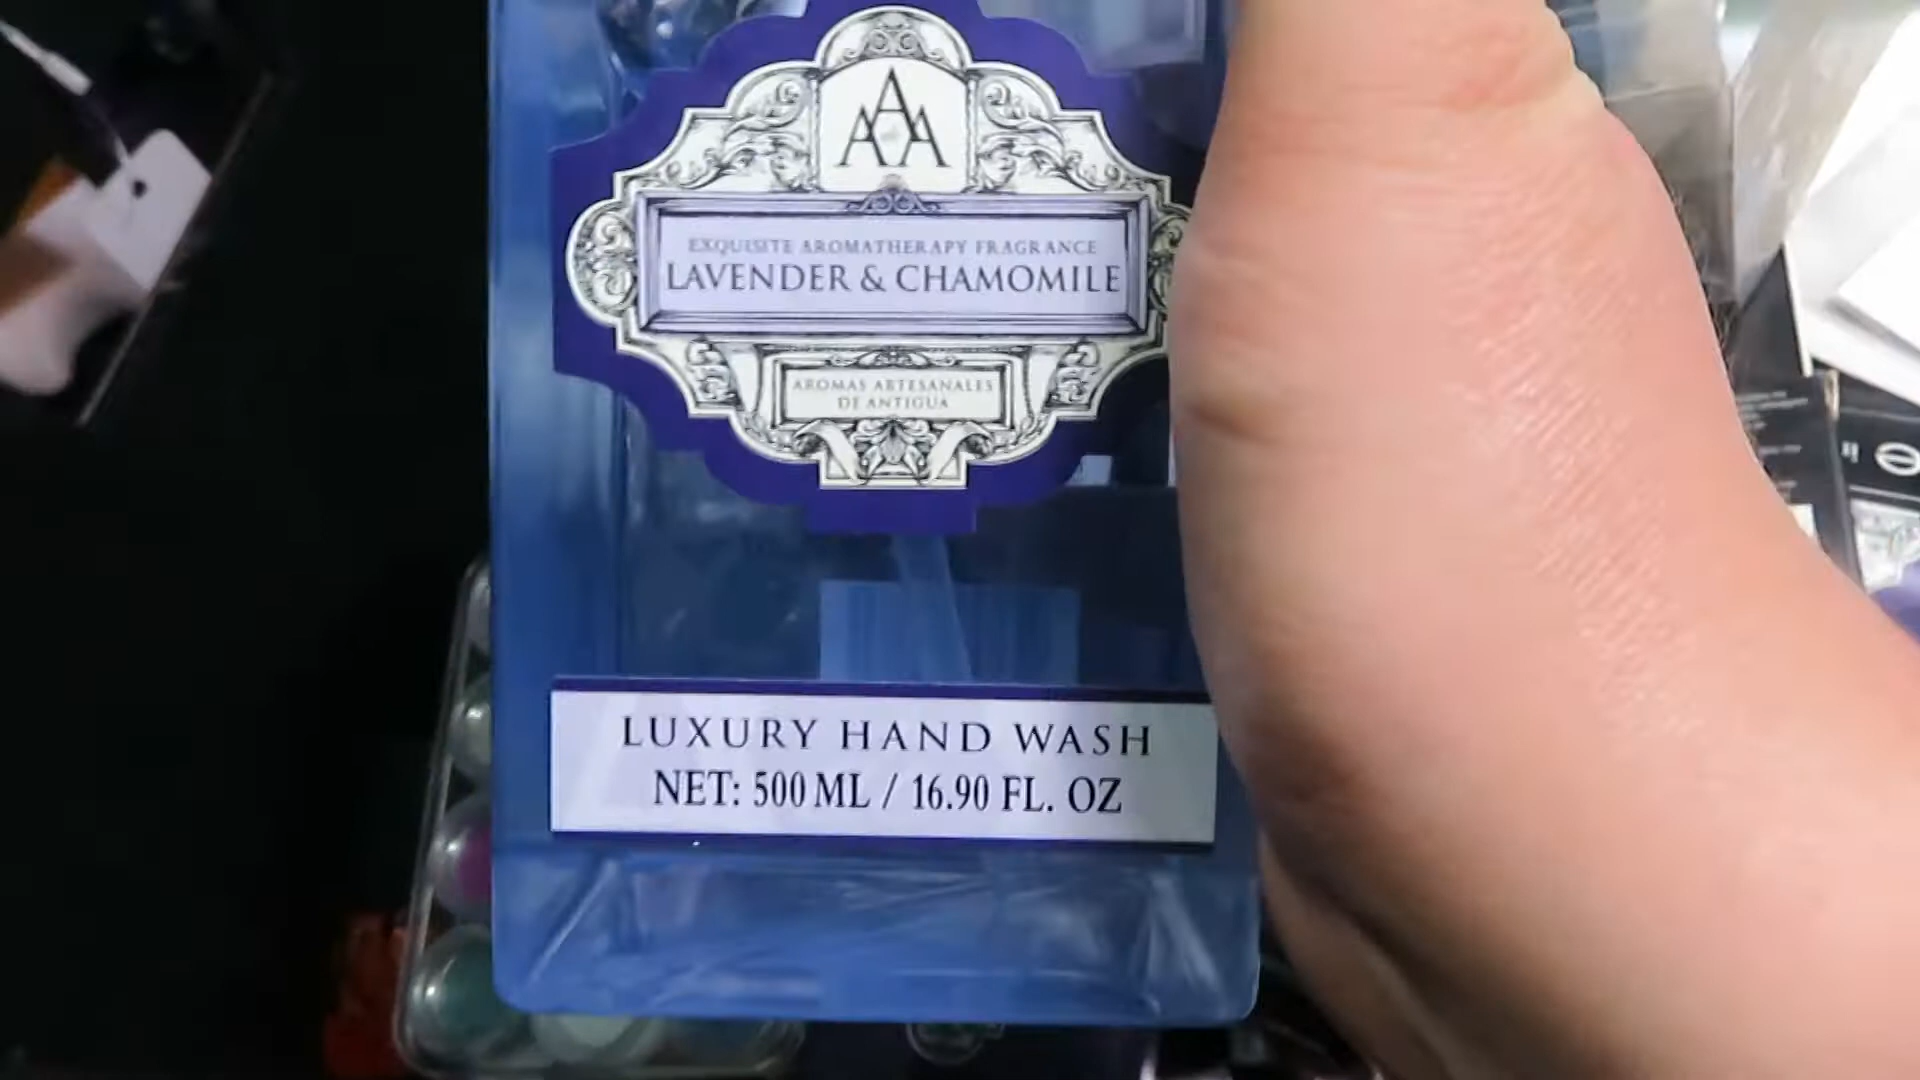 AAA
EXQUISITE AROMATHERAPY FRAGRANCE
LAVENDER & CHAMOMILE
AROMAS ARTESANALES
DE ANTIGUA
LUXURY HAND WASH
NET: 500 ML / 16.90 FL. OZ